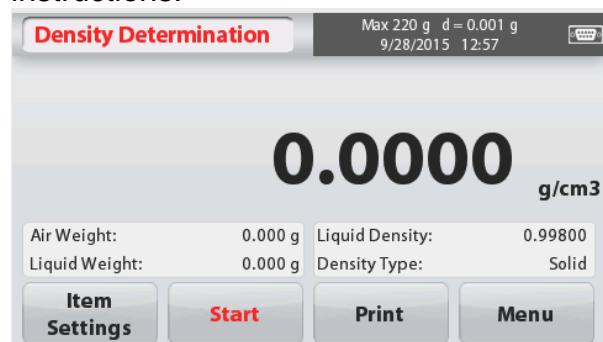 Density Determination
Max 220 g d = 0.001 g
9/28/2015 12:57
0.0000
g/cm3
Air Weight: 0.000 g Liquid Density: 0.99800
Liquid Weight: 0.000 g Density Type: Solid
Item
Settings
Start
Print
Menu